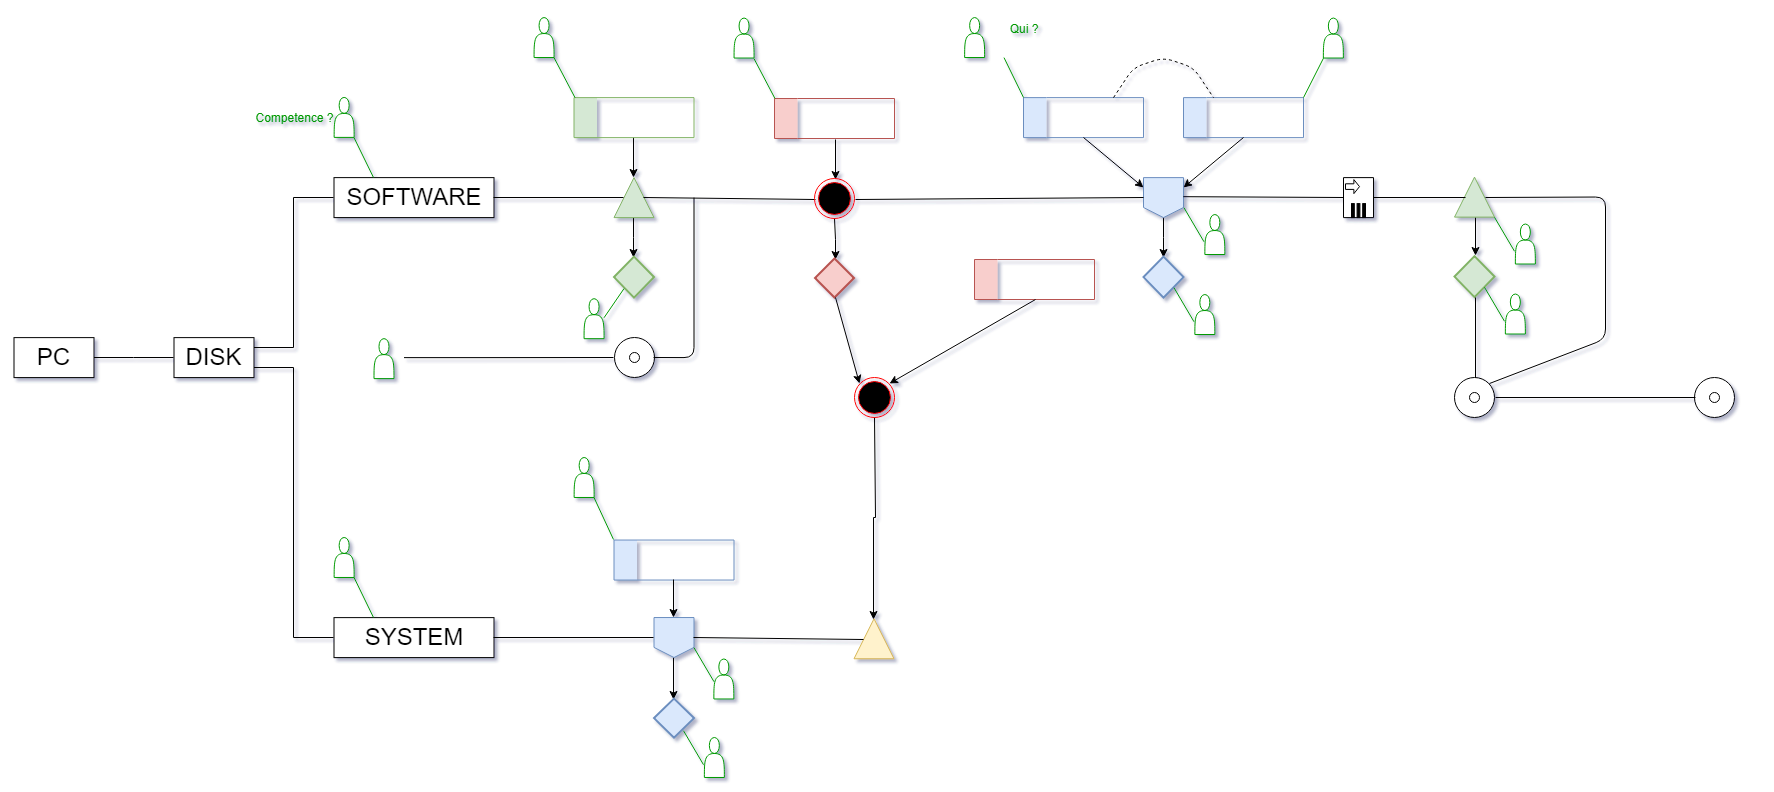 Qui ?
Competence ?
SOFTWARE
PC
DISK
SYSTEM